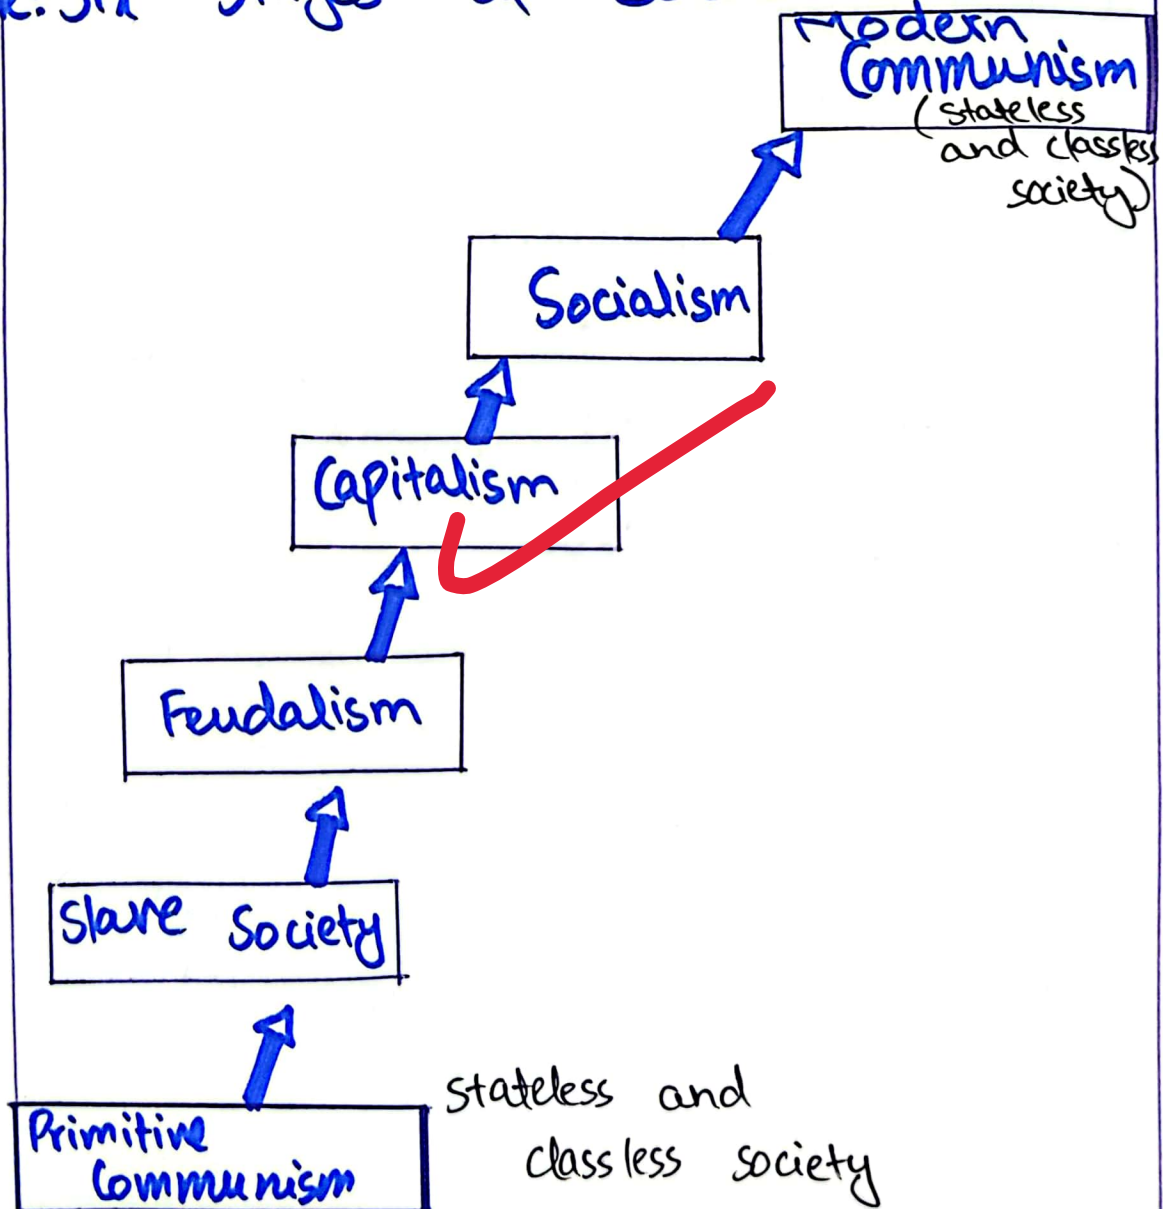 Modern
Communism
(stateless
and classless
society)
Socialism
Capitalism
Feudalism
Slave Society
Primitive
Communism
stateless and
classless society